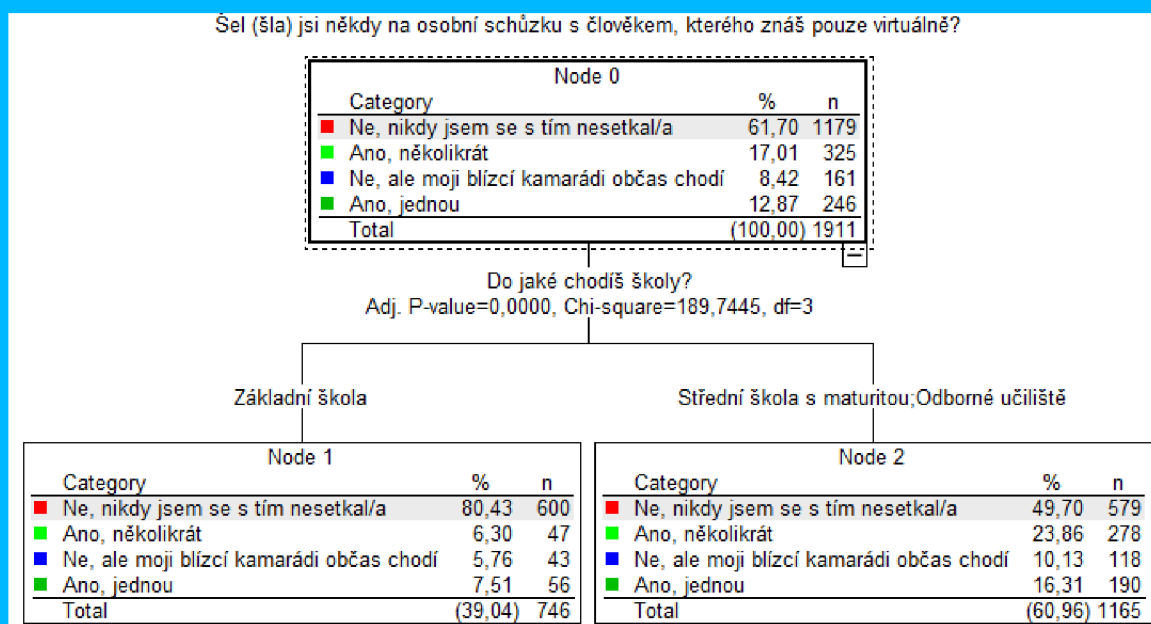 Šel (šla) jsi někdy na osobní schůzku s člověkem, kterého znáš pouze virtuálně?
Node 0
Category % n
Ne, nikdy jsem se s tím nesetkal/a 61,70 1179
Ano, několikrát 17,01 325
Ne, ale moji blízcí kamarádi občas chodí 8,42 161
Ano, jednou 12,87 246
Total (100,00) 1911
Do jaké chodíš školy?
Adj. P-value=0,0000, Chi-square=189,7445, df=3
Základní škola
Střední škola s maturitou;Odborné učiliště
Node 1
Category % n
Ne, nikdy jsem se s tím nesetkal/a 80,43 600
Ano, několikrát 6,30 47
Ne, ale moji blízcí kamarádi občas chodí 5,76 43
Ano, jednou 7,51 56
Total (39,04) 746
Node 2
Category % n
Ne, nikdy jsem se s tím nesetkal/a 49,70 579
Ano, několikrát 23,86 278
Ne, ale moji blízcí kamarádi občas chodí 10,13 118
Ano, jednou 16,31 190
Total (60,96) 1165